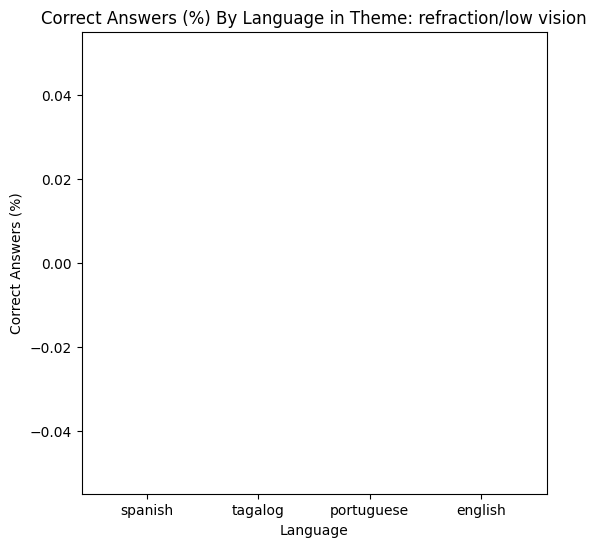 Correct Answers (%) By Language in Theme: refraction/low vision
0.04
0.02
0.00
−0.02
−0.04
Correct Answers (%)
spanish tagalog portuguese english
Language